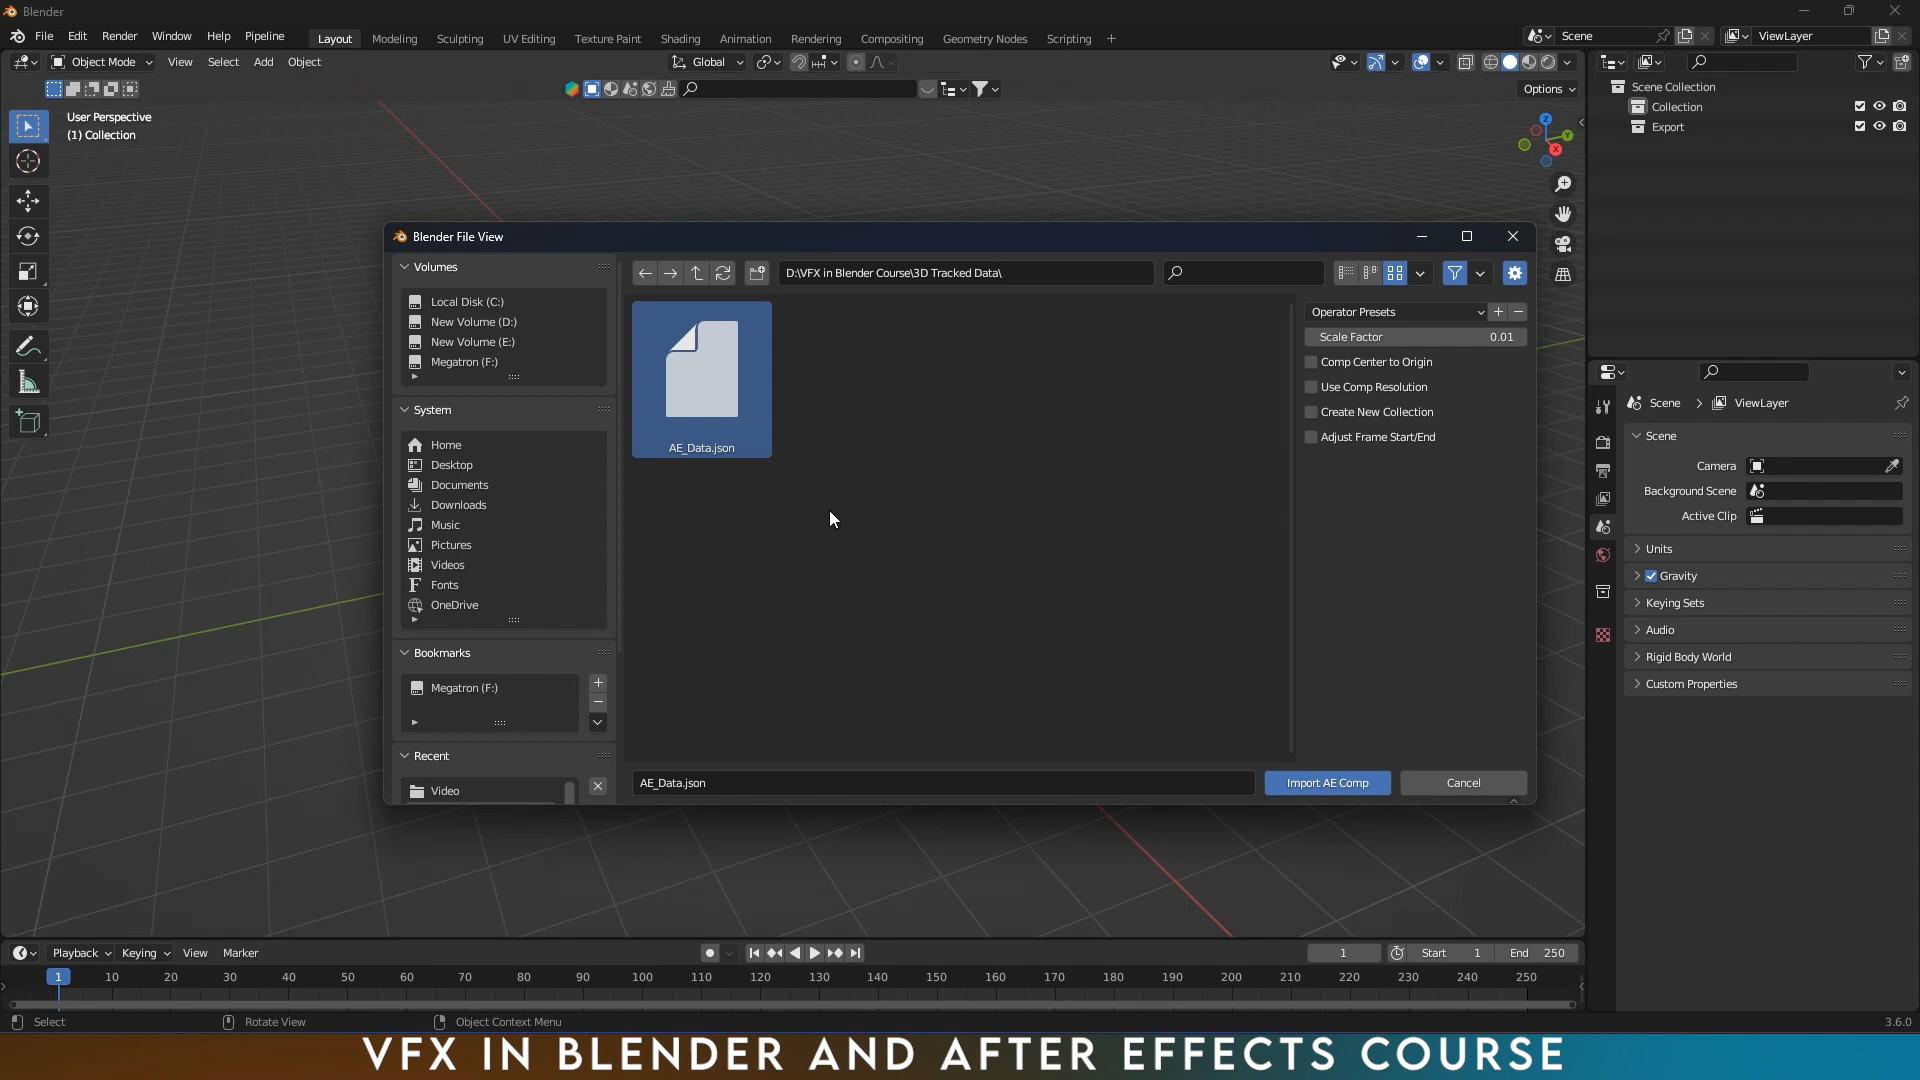 Blender
File Edit Render Window Help Pipeline
Layout Modeling Sculpting UV Editing Texture Paint Shading Animation Rendering Compositing Geometry Nodes Scripting +
Scene
ViewLayer
Object Mode View Select Add Object
Global
Options
User Perspective
(1) Collection
Z
Y
X
Scene Collection
Collection
Export
Blender File View
Volumes
Local Disk (C:)
New Volume (D:)
New Volume (E:)
Megatron (F:)
System
Home
Desktop
Documents
Downloads
Music
Pictures
Videos
Fonts
OneDrive
Bookmarks
Megatron (F:)
Recent
Video
D:\VFX in Blender Course\3D Tracked Data\
AE_Data.json
AE_Data.json
Operator Presets
Scale Factor 0.01
Comp Center to Origin
Use Comp Resolution
Create New Collection
Adjust Frame Start/End
Import AE Comp
Cancel
Scene > ViewLayer
Scene
Camera
Background Scene
Active Clip
Units
Gravity
Keying Sets
Audio
Rigid Body World
Custom Properties
Playback Keying View Marker
1
Start 1
End 250
1 10 20 30 40 50 60 70 80 90 100 110 120 130 140 150 160 170 180 190 200 210 220 230 240 250
Select
Rotate View
Object Context Menu
3.6.0
VFX IN BLENDER AND AFTER EFFECTS COURSE